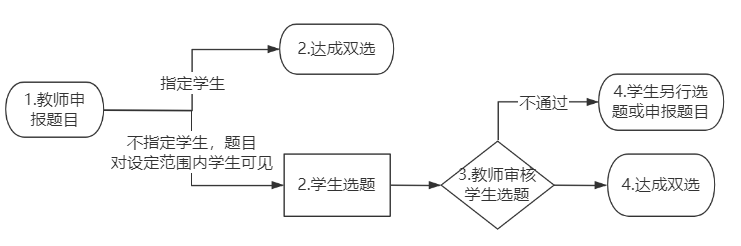 1.教师申
报题目
指定学生
2.达成双选
不指定学生，题目
对设定范围内学生可见
2.学生选题
3.教师审核
学生选题
不通过
4.学生另行选
题或申报题目
4.达成双选